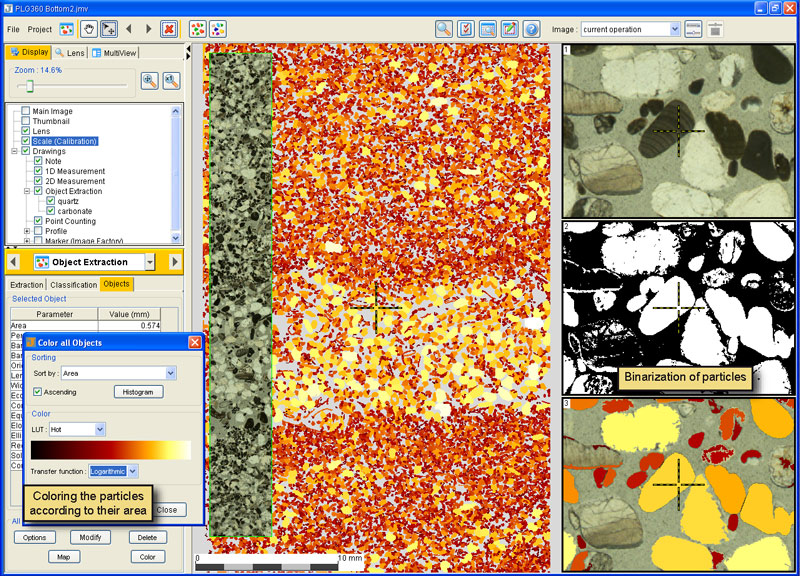 PLG360 Bottom2.jmv
File Project
Image : current operation
Display Lens MultiView
Zoom : 14.6%
Main Image
Thumbnail
Lens
Scale (Calibration)
Drawings
Note
1D Measurement
2D Measurement
Object Extraction
quartz
carbonate
Point Counting
Profile
Marker (Image Factory)
Object Extraction
Extraction Classification Objects
Selected Object
Parameter Value (mm)
Area 0.574
Color all Objects
Sorting
Sort by : Area
Ascending Histogram
Color
LUT : Hot
Transfer function : Logarithmic
Close
Coloring the particles
according to their area
All
Options Modify Delete
Map Color
0 10 mm
1
2
Binarization of particles
3